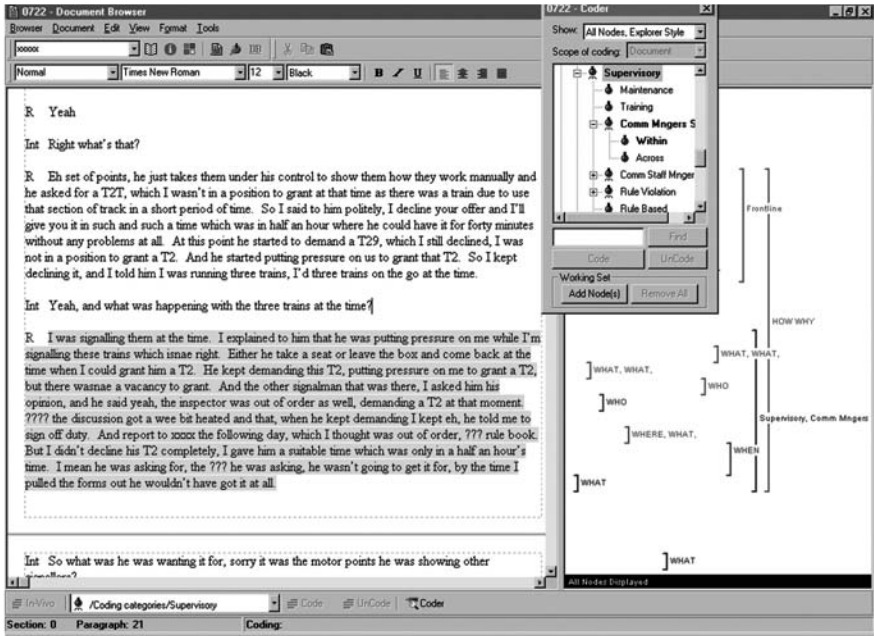 0722 - Document Browser
Browser Document Edit View Format Tools
xxxxx
Normal Times New Roman 12 Black B I U
R Yeah
Int Right what's that?
R Eh set of points, he just takes them under his control to show them how they work manually and
he asked for a T2T, which I wasn't in a position to grant at that time as there was a train due to use
that section of track in a short period of time. So I said to him politely, I decline your offer and I'll
give you it in such and such a time which was in half an hour where he could have it for forty minutes
without any problems at all. At this point he started to demand a T29, which I still declined, I was
not in a position to grant a T2. And he started putting pressure on us to grant that T2. So I kept
declining it, and I told him I was running three trains, I'd three trains on the go at the time.
Int Yeah, and what was happening with the three trains at the time?
R I was signalling them at the time. I explained to him that he was putting pressure on me while I'm
signalling these trains which isnae right. Either he take a seat or leave the box and come back at the
time when I could grant him a T2. He kept demanding this T2, putting pressure on me to grant a T2,
but there wasnae a vacancy to grant. And the other signalman that was there, I asked him his
opinion, and he said yeah, the inspector was out of order as well, demanding a T2 at that moment.
???? the discussion got a wee bit heated and that, when he kept demanding I kept eh, he told me to
sign off duty. And report to xxxx the following day, which I thought was out of order, ??? rule book.
But I didn't decline his T2 completely, I gave him a suitable time which was only in a half an hour's
time. I mean he was asking for, the ??? he was asking, he wasn't going to get it for, by the time I
pulled the forms out he wouldn't have got it at all.
Int So what was he was wanting it for, sorry it was the motor points he was showing other
0722 - Coder
Show: All Nodes, Explorer Style
Scope of coding: Document
Supervisory
Maintenance
Training
Comm Mngers S
Within
Across
Comm Staff Mnger
Rule Violation
Rule Based
Find
Code UnCode
Working Set
Add Node(s) Remove All
Frontline
HOW WHY
WHAT, WHAT,
WHAT, WHAT,
WHO
WHO
Supervisory, Comm Mngers
WHERE, WHAT,
WHEN
WHAT
WHAT
All Nodes Displayed
In-Vivo /Coding categories/Supervisory Code UnCode Coder
Section: 0 Paragraph: 21 Coding: